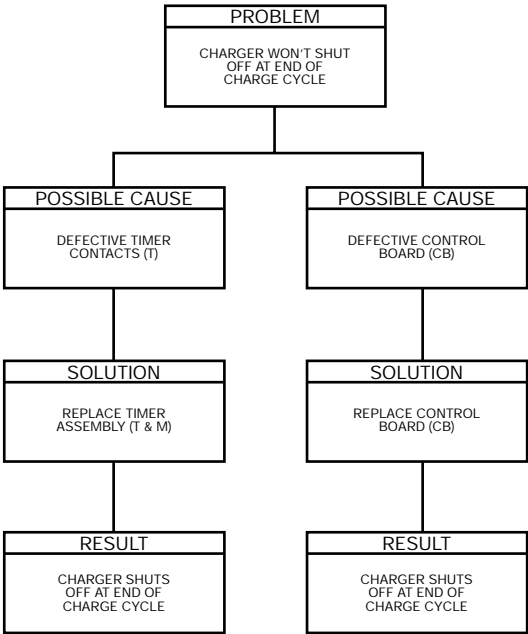 PROBLEM
CHARGER WON'T SHUT
OFF AT END OF
CHARGE CYCLE
POSSIBLE CAUSE
DEFECTIVE TIMER
CONTACTS (T)
POSSIBLE CAUSE
DEFECTIVE CONTROL
BOARD (CB)
SOLUTION
REPLACE TIMER
ASSEMBLY (T & M)
SOLUTION
REPLACE CONTROL
BOARD (CB)
RESULT
CHARGER SHUTS
OFF AT END OF
CHARGE CYCLE
RESULT
CHARGER SHUTS
OFF AT END OF
CHARGE CYCLE